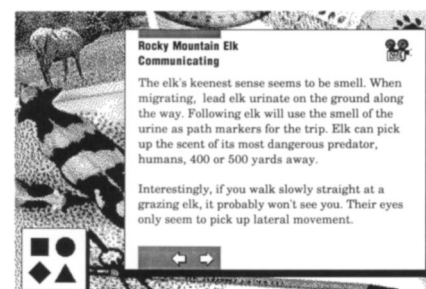 Rocky Mountain Elk
Communicating
The elk's keenest sense seems to be smell. When
migrating, lead elk urinate on the ground along
the way. Following elk will use the smell of the
urine as path markers for the trip. Elk can pick
up the scent of its most dangerous predator,
humans, 400 or 500 yards away.
Interestingly, if you walk slowly straight at a
grazing elk, it probably won't see you. Their eyes
only seem to pick up lateral movement.